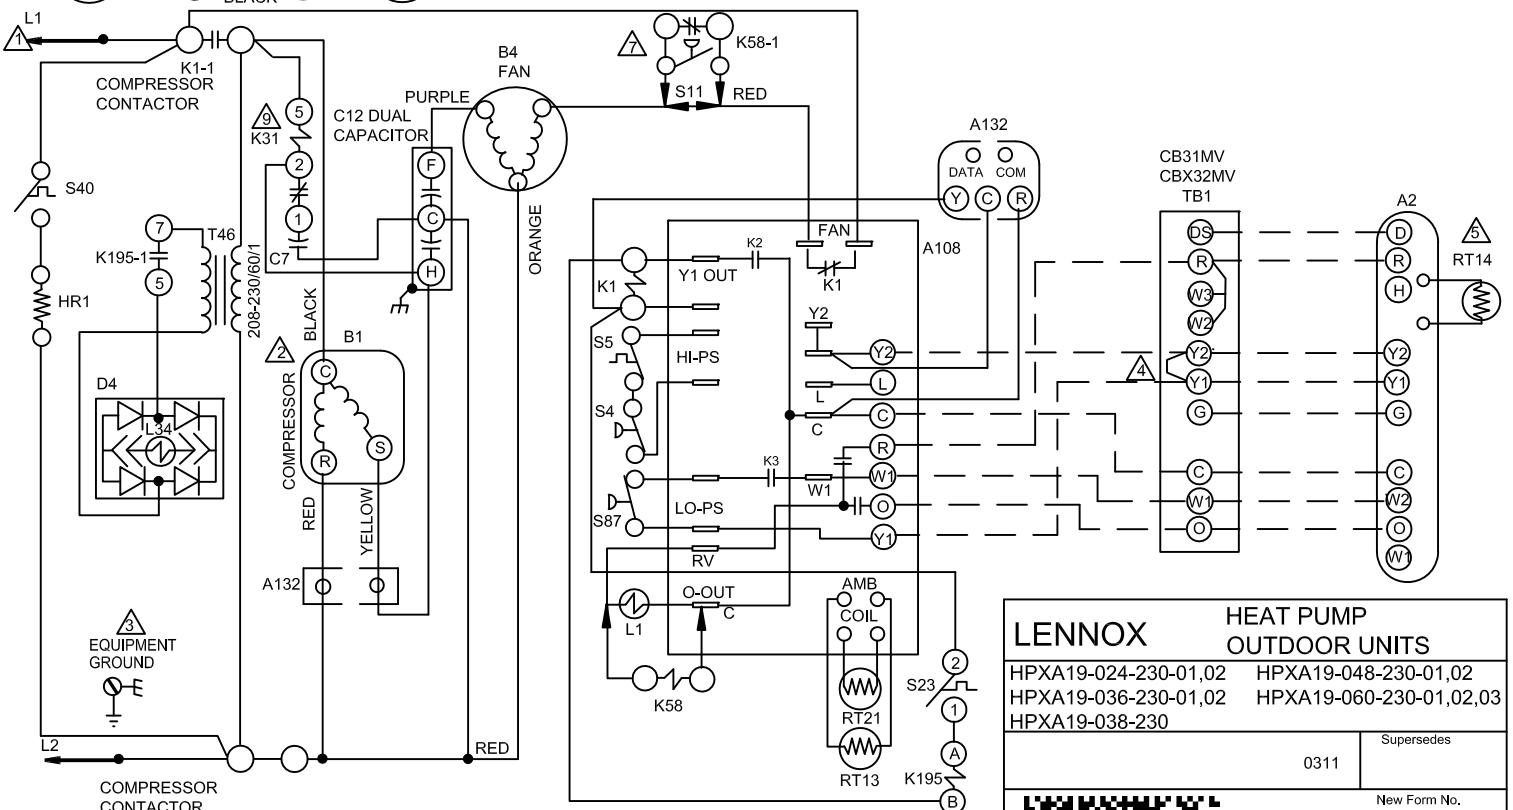 BLACK
L1
1
K1-1
COMPRESSOR
CONTACTOR
9
K31
5
2
1
C7
PURPLE
C12 DUAL
CAPACITOR
F
C
H
B4
FAN
ORANGE
7
K58-1
S11
RED
A132
DATA COM
Y C R
S40
HR1
7
K195-1
5
T46
208-230/60/1
BLACK
D4
L34
2
B1
COMPRESSOR
C
R
S
RED
YELLOW
A132
3
EQUIPMENT
GROUND
L2
COMPRESSOR
CONTACTOR
RED
FAN
A108
K2
Y1 OUT
K1
K1
Y2
S5
HI-PS
Y2
L
L
S4
C
C
R
K3
W1
W1
LO-PS
S87
O
Y1
RV
O-OUT
C
L1
K58
AMB
COIL
RT21
RT13
2
S23
1
A
K195
B
CB31MV
CBX32MV
TB1
DS
R
W3
W2
Y2
4
Y1
G
C
W1
O
A2
D
R
H
5
RT14
Y2
Y1
G
C
W2
O
W1
LENNOX
HEAT PUMP
OUTDOOR UNITS
HPXA19-024-230-01,02 HPXA19-048-230-01,02
HPXA19-036-230-01,02 HPXA19-060-230-01,02,03
HPXA19-038-230
Supersedes
0311
New Form No.